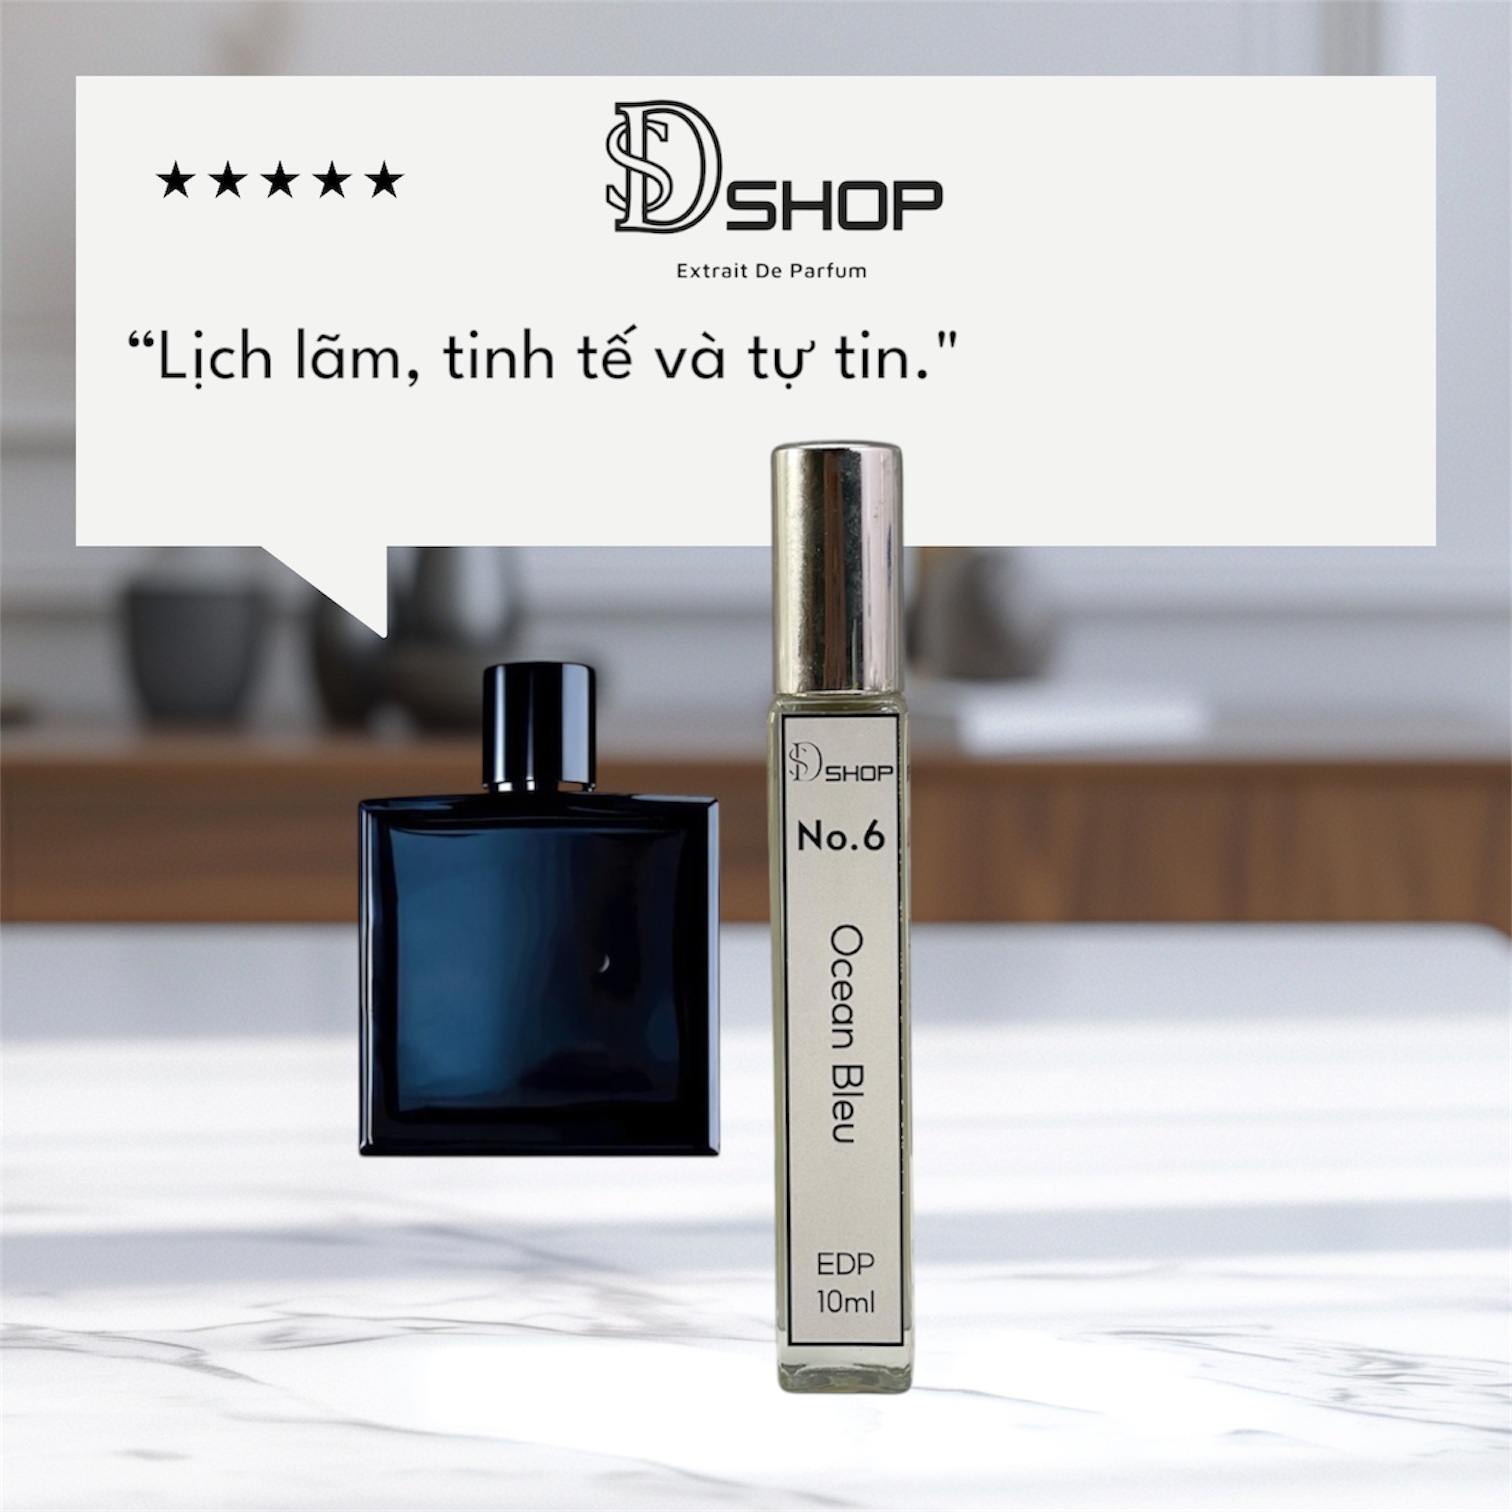 ★★★★★
SD SHOP
Extrait De Parfum
“Lịch lãm, tinh tế và tự tin."
SD SHOP
No.6
Ocean Bleu
EDP
10ml